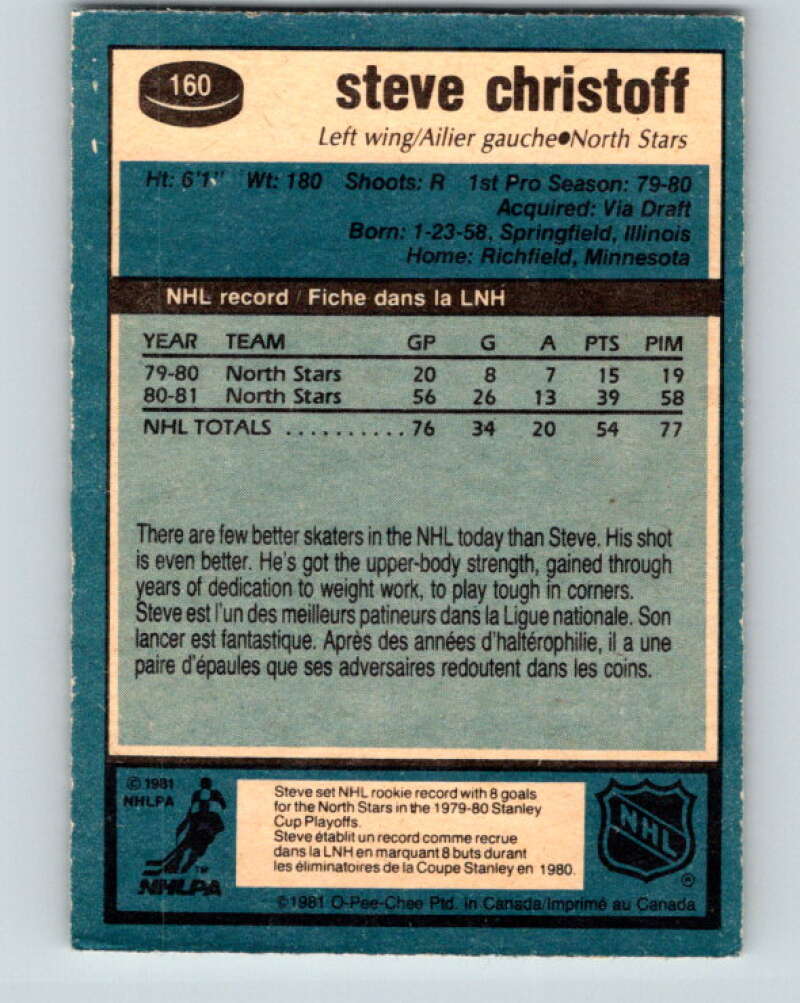 160
steve christoff
Left wing/Ailier gauche●North Stars
Ht: 6'1" Wt: 180 Shoots: R 1st Pro Season: 79-80
Acquired: Via Draft
Born: 1-23-58, Springfield, Illinois
Home: Richfield, Minnesota
NHL record / Fiche dans la LNH
YEAR TEAM GP G A PTS PIM
79-80 North Stars 20 8 7 15 19
80-81 North Stars 56 26 13 39 58
NHL TOTALS .......... 76 34 20 54 77
There are few better skaters in the NHL today than Steve. His shot
is even better. He's got the upper-body strength, gained through
years of dedication to weight work, to play tough in corners.
Steve est l'un des meilleurs patineurs dans la Ligue nationale. Son
lancer est fantastique. Après des années d'haltérophilie, il a une
paire d'épaules que ses adversaires redoutent dans les coins.
© 1981
NHLPA
TM
NHLPA
Steve set NHL rookie record with 8 goals
for the North Stars in the 1979-80 Stanley
Cup Playoffs.
Steve établit un record comme recrue
dans la LNH en marquant 8 buts durant
les éliminatoires de la Coupe Stanley en 1980.
NHL
®
©1981 O-Pee-Chee Ptd. in Canada/Imprimé au Canada